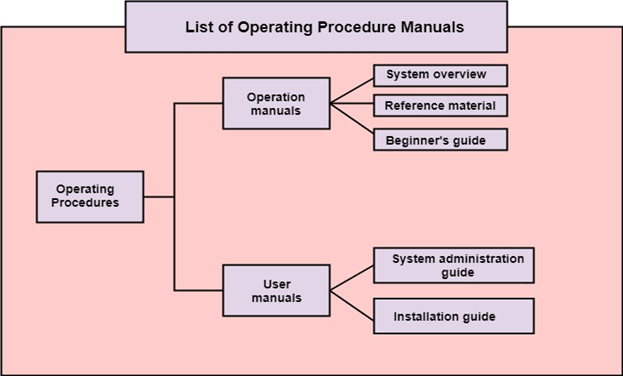 List of Operating Procedure Manuals
System overview
Operation
manuals
Reference material
Beginner's guide
Operating
Procedures
System administration
guide
User
manuals
Installation guide